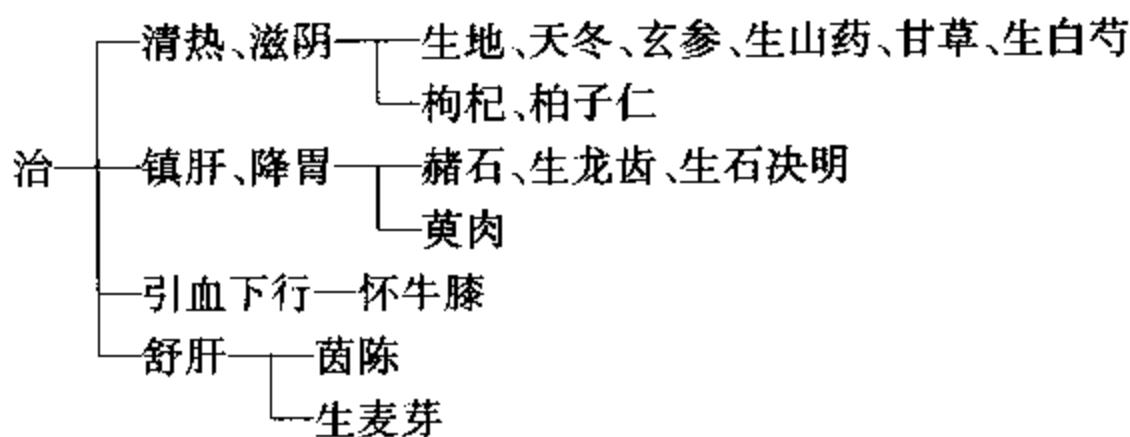 清热、滋阴 生地、天冬、玄参、生山药、甘草、生白芍
枸杞、柏子仁
治 镇肝、降胃 赭石、生龙齿、生石决明
萸肉
引血下行 怀牛膝
舒肝 茵陈
生麦芽